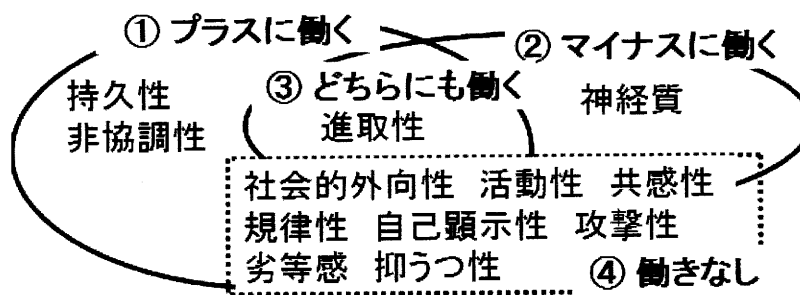 ① プラスに働く
② マイナスに働く
③ どちらにも働く
持久性
非協調性
進取性
神経質
社会的外向性 活動性 共感性
規律性 自己顕示性 攻撃性
劣等感 抑うつ性
④ 働きなし